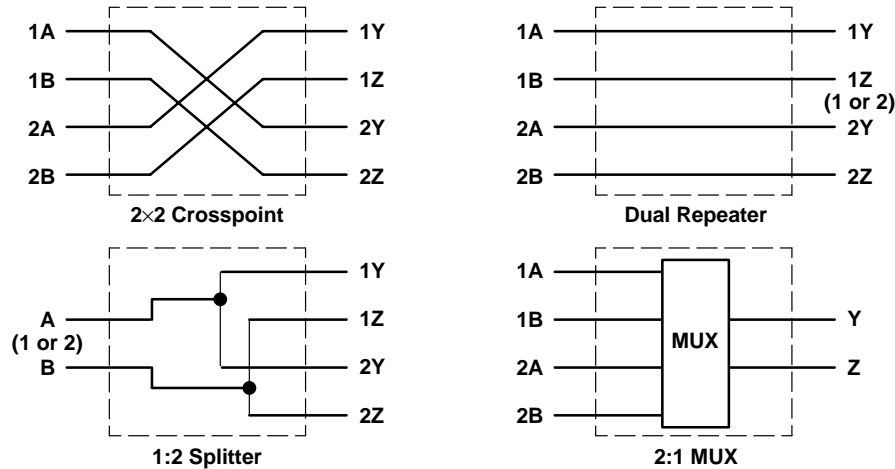 1A
1B
2A
2B
1Y
1Z
2Y
2Z
2×2 Crosspoint
1A
1B
2A
2B
1Y
1Z
(1 or 2)
2Y
2Z
Dual Repeater
A
(1 or 2)
B
1Y
1Z
2Y
2Z
1:2 Splitter
1A
1B
2A
2B
MUX
Y
Z
2:1 MUX